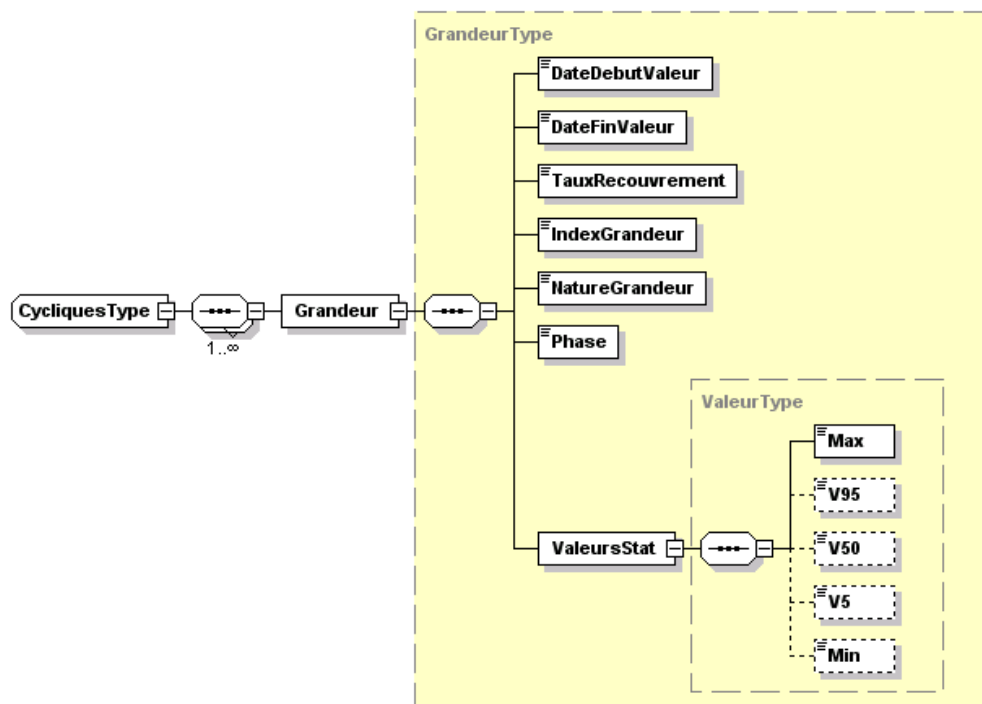 GrandeurType
DateDebutValeur
DateFinValeur
TauxRecouvrement
IndexGrandeur
NatureGrandeur
CycliquesType
Grandeur
1..∞
Phase
ValeurType
Max
V95
ValeursStat
V50
V5
Min